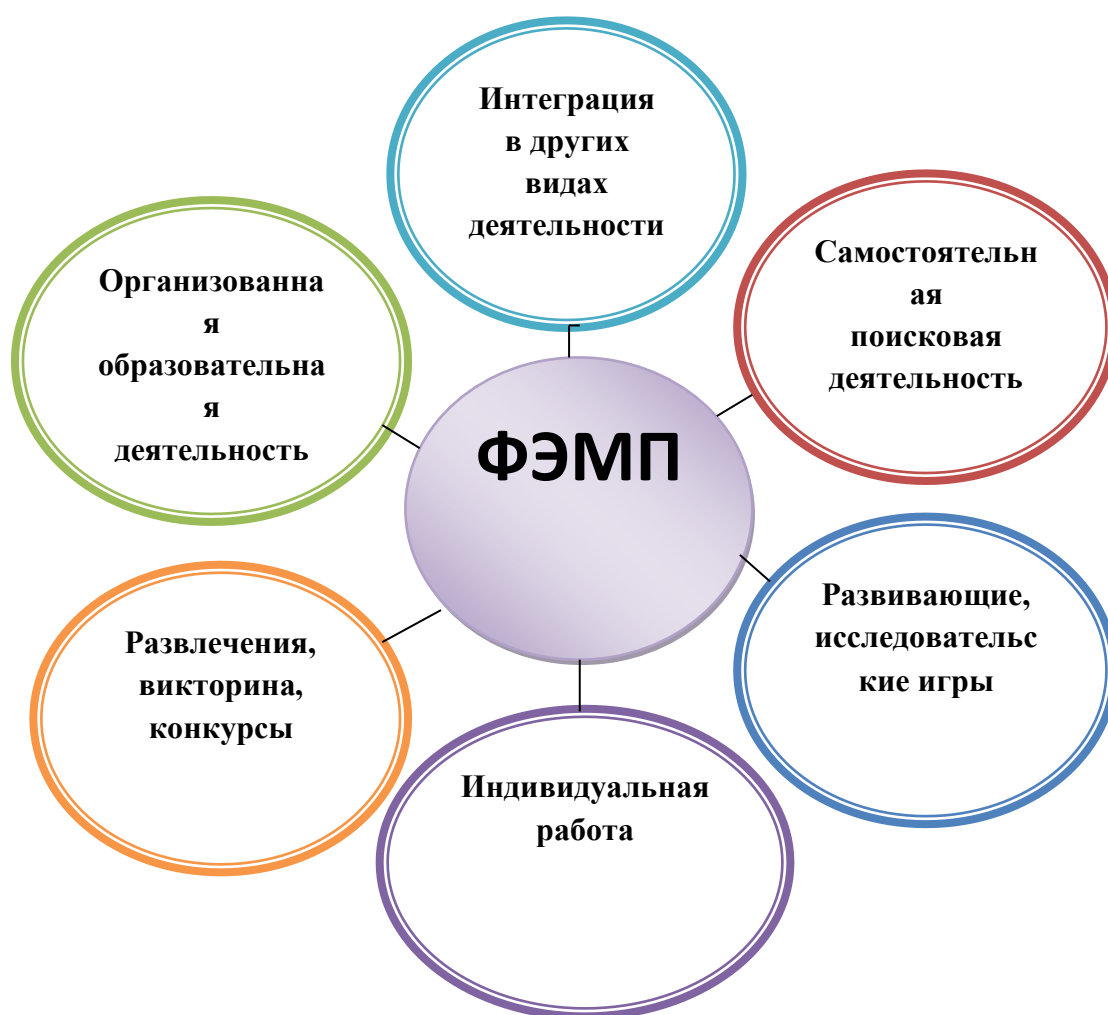 Интеграция
в других
видах
деятельности
Самостоятельн
ая
поисковая
деятельность
Организованна
я
образовательна
я
деятельность
ФЭМП
Развивающие,
исследовательс
кие игры
Развлечения,
викторина,
конкурсы
Индивидуальная
работа